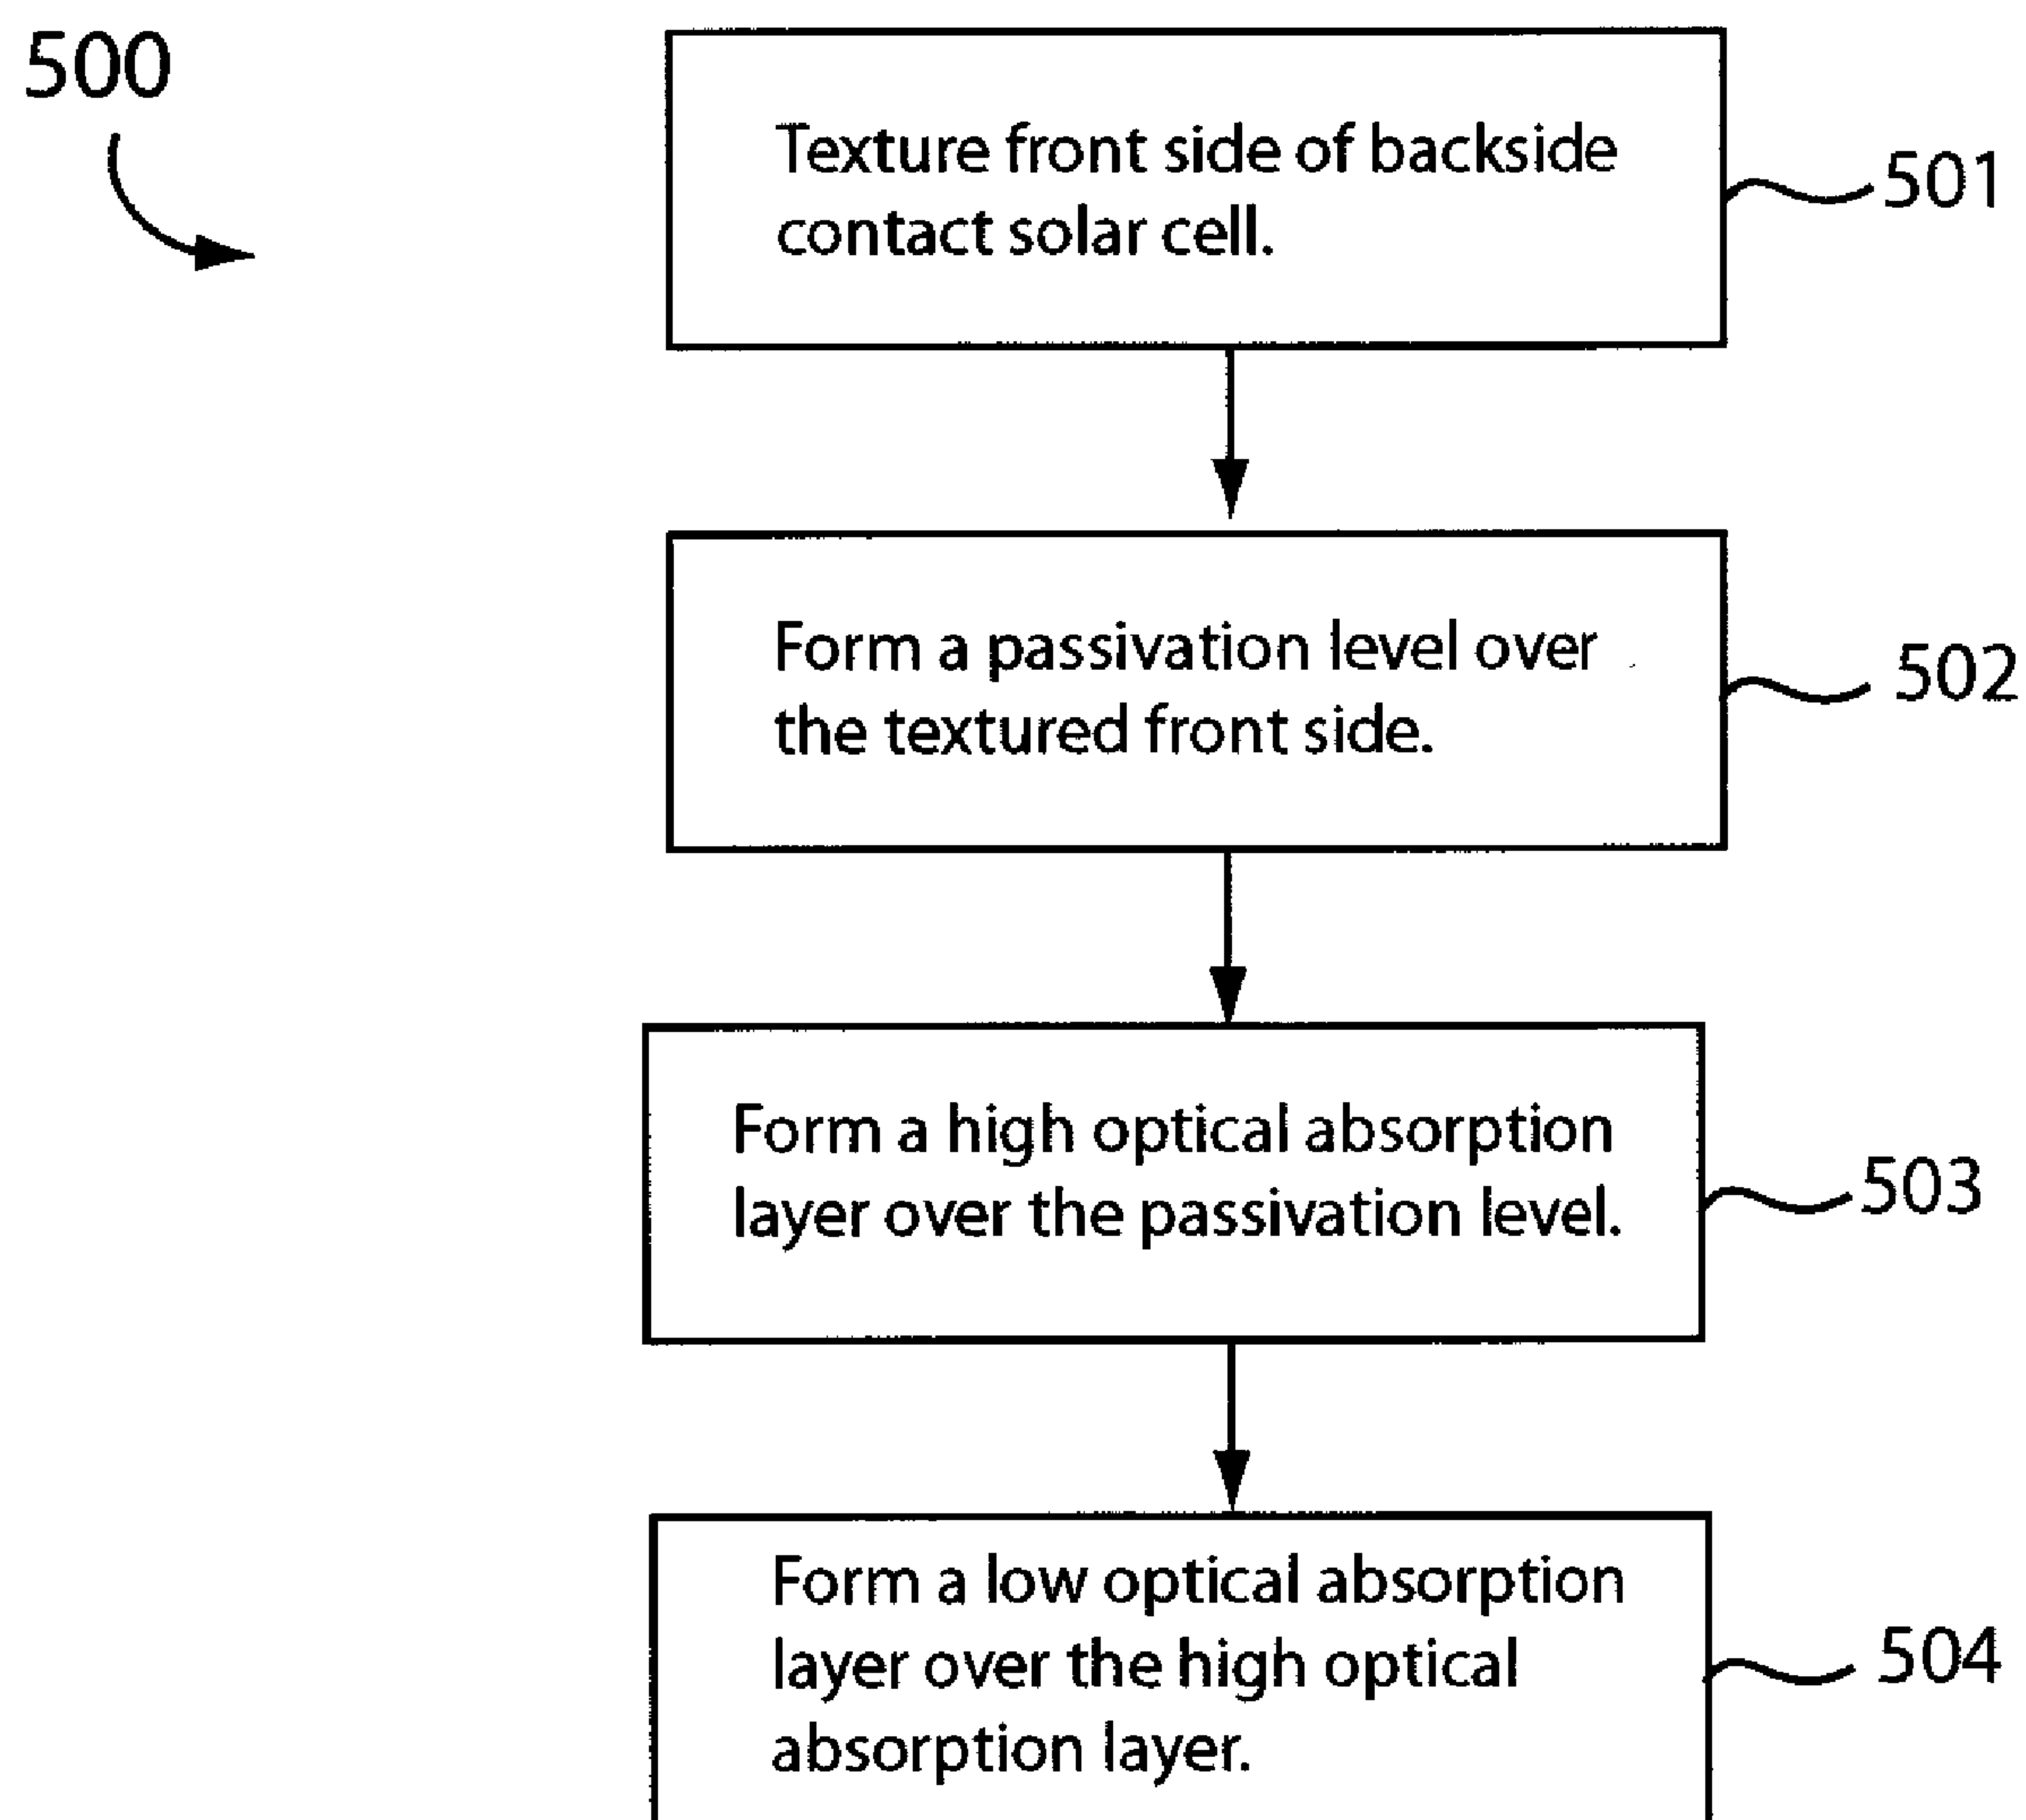 500
Texture front side of backside
contact solar cell.
501
Form a passivation level over
the textured front side.
502
Form a high optical absorption
layer over the passivation level.
503
Form a low optical absorption
layer over the high optical
absorption layer.
504